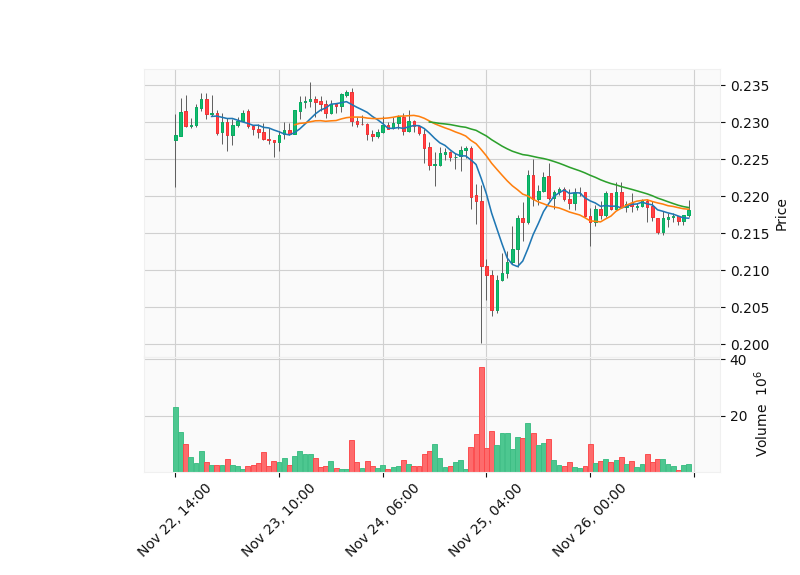 0.235
0.230
0.225
0.220
0.215
0.210
0.205
0.200
Price
40
20
Volume 10⁶
Nov 22, 14:00
Nov 23, 10:00
Nov 24, 06:00
Nov 25, 04:00
Nov 26, 00:00